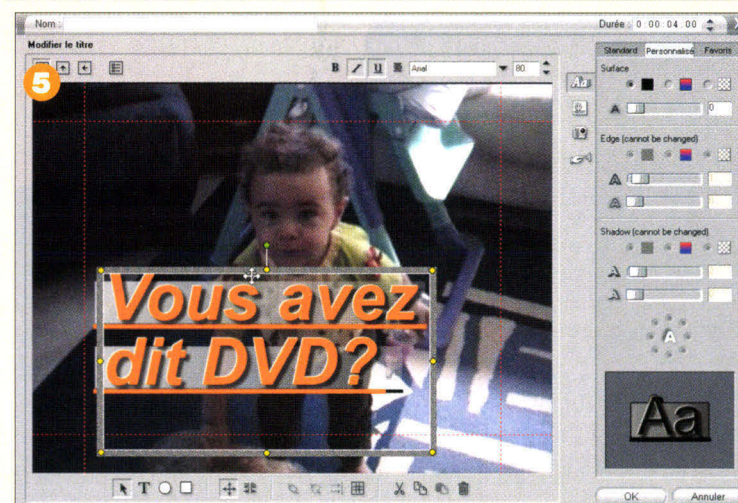 Nom :
Durée : 0:00:04.00
Modifier le titre
5
B I U Arial 80
Standard Personnalisé Favoris
Surface
A 0
Edge (cannot be changed)
A
A
Shadow (cannot be changed)
A
A
A
Vous avez
dit DVD?
Aa
T
OK Annuler